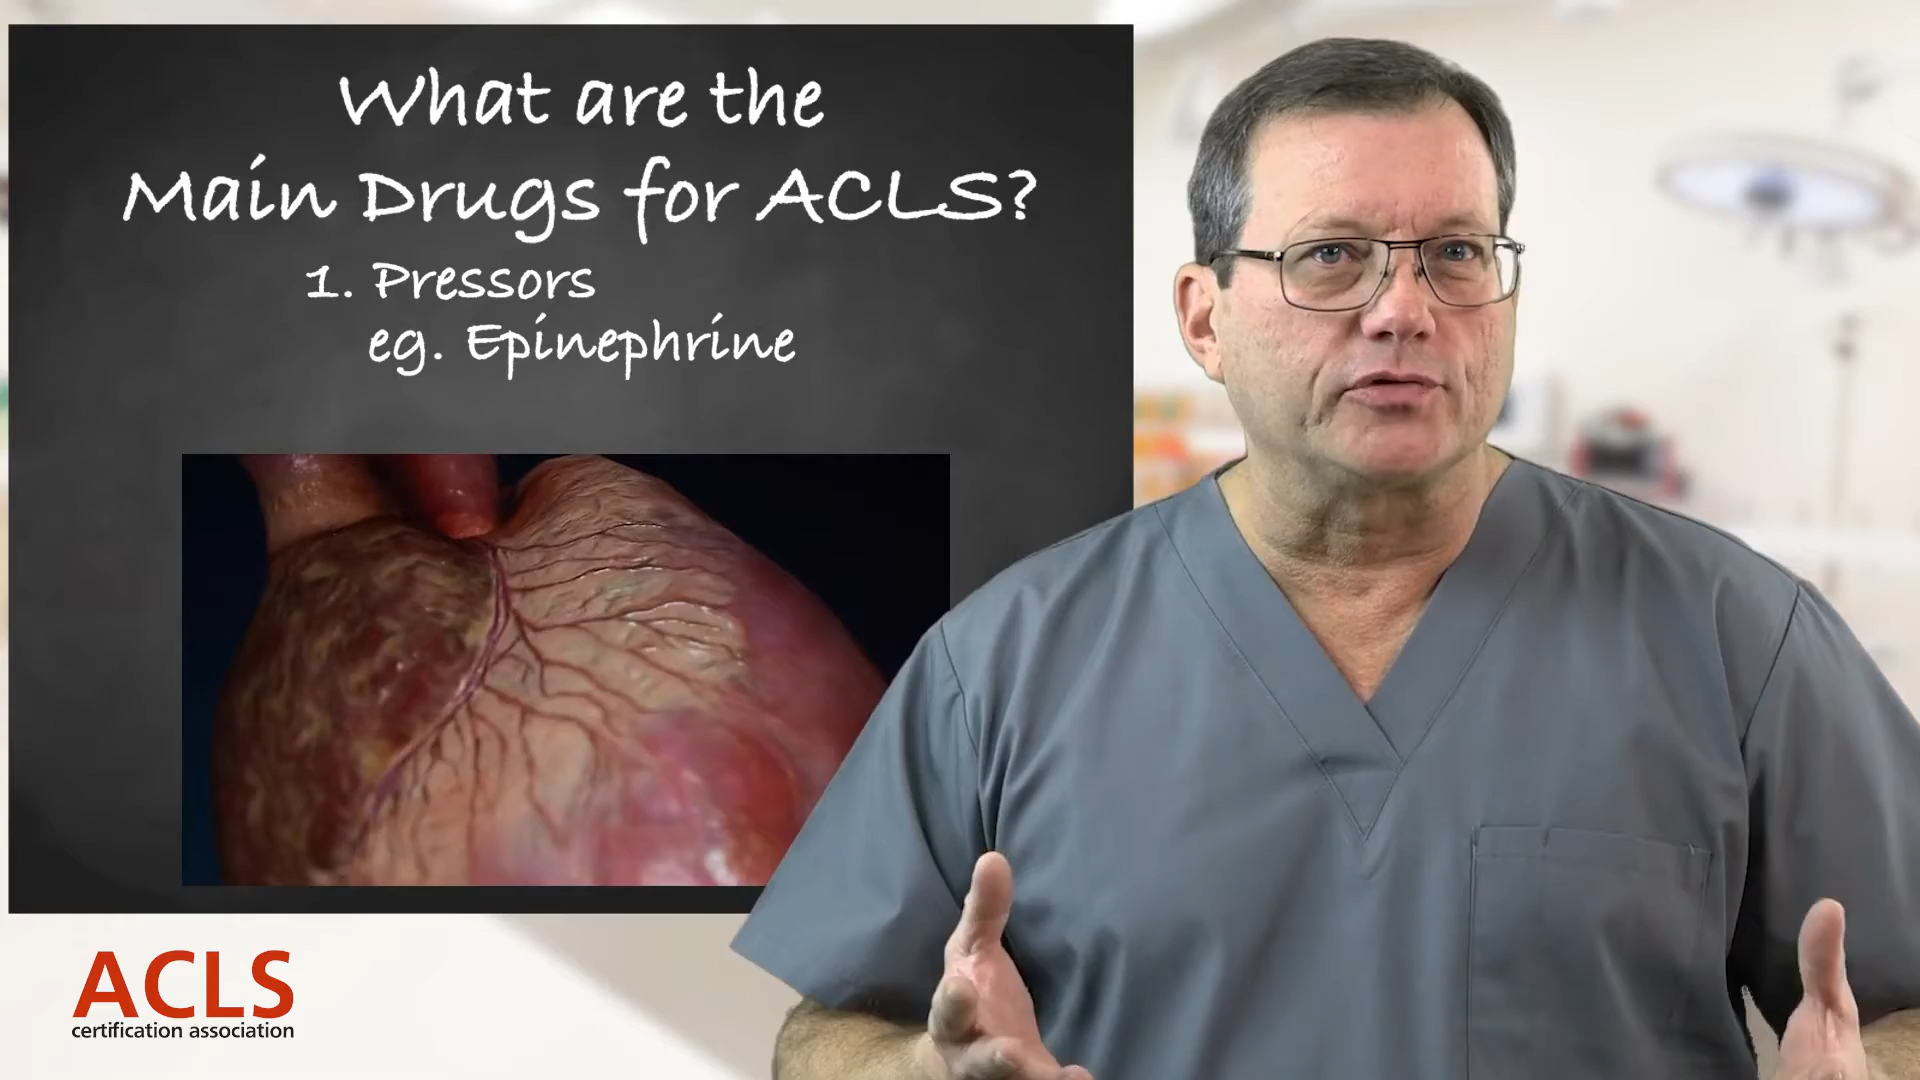 What are the
Main Drugs for ACLS?
1. Pressors
eg. Epinephrine
ACLS
certification association